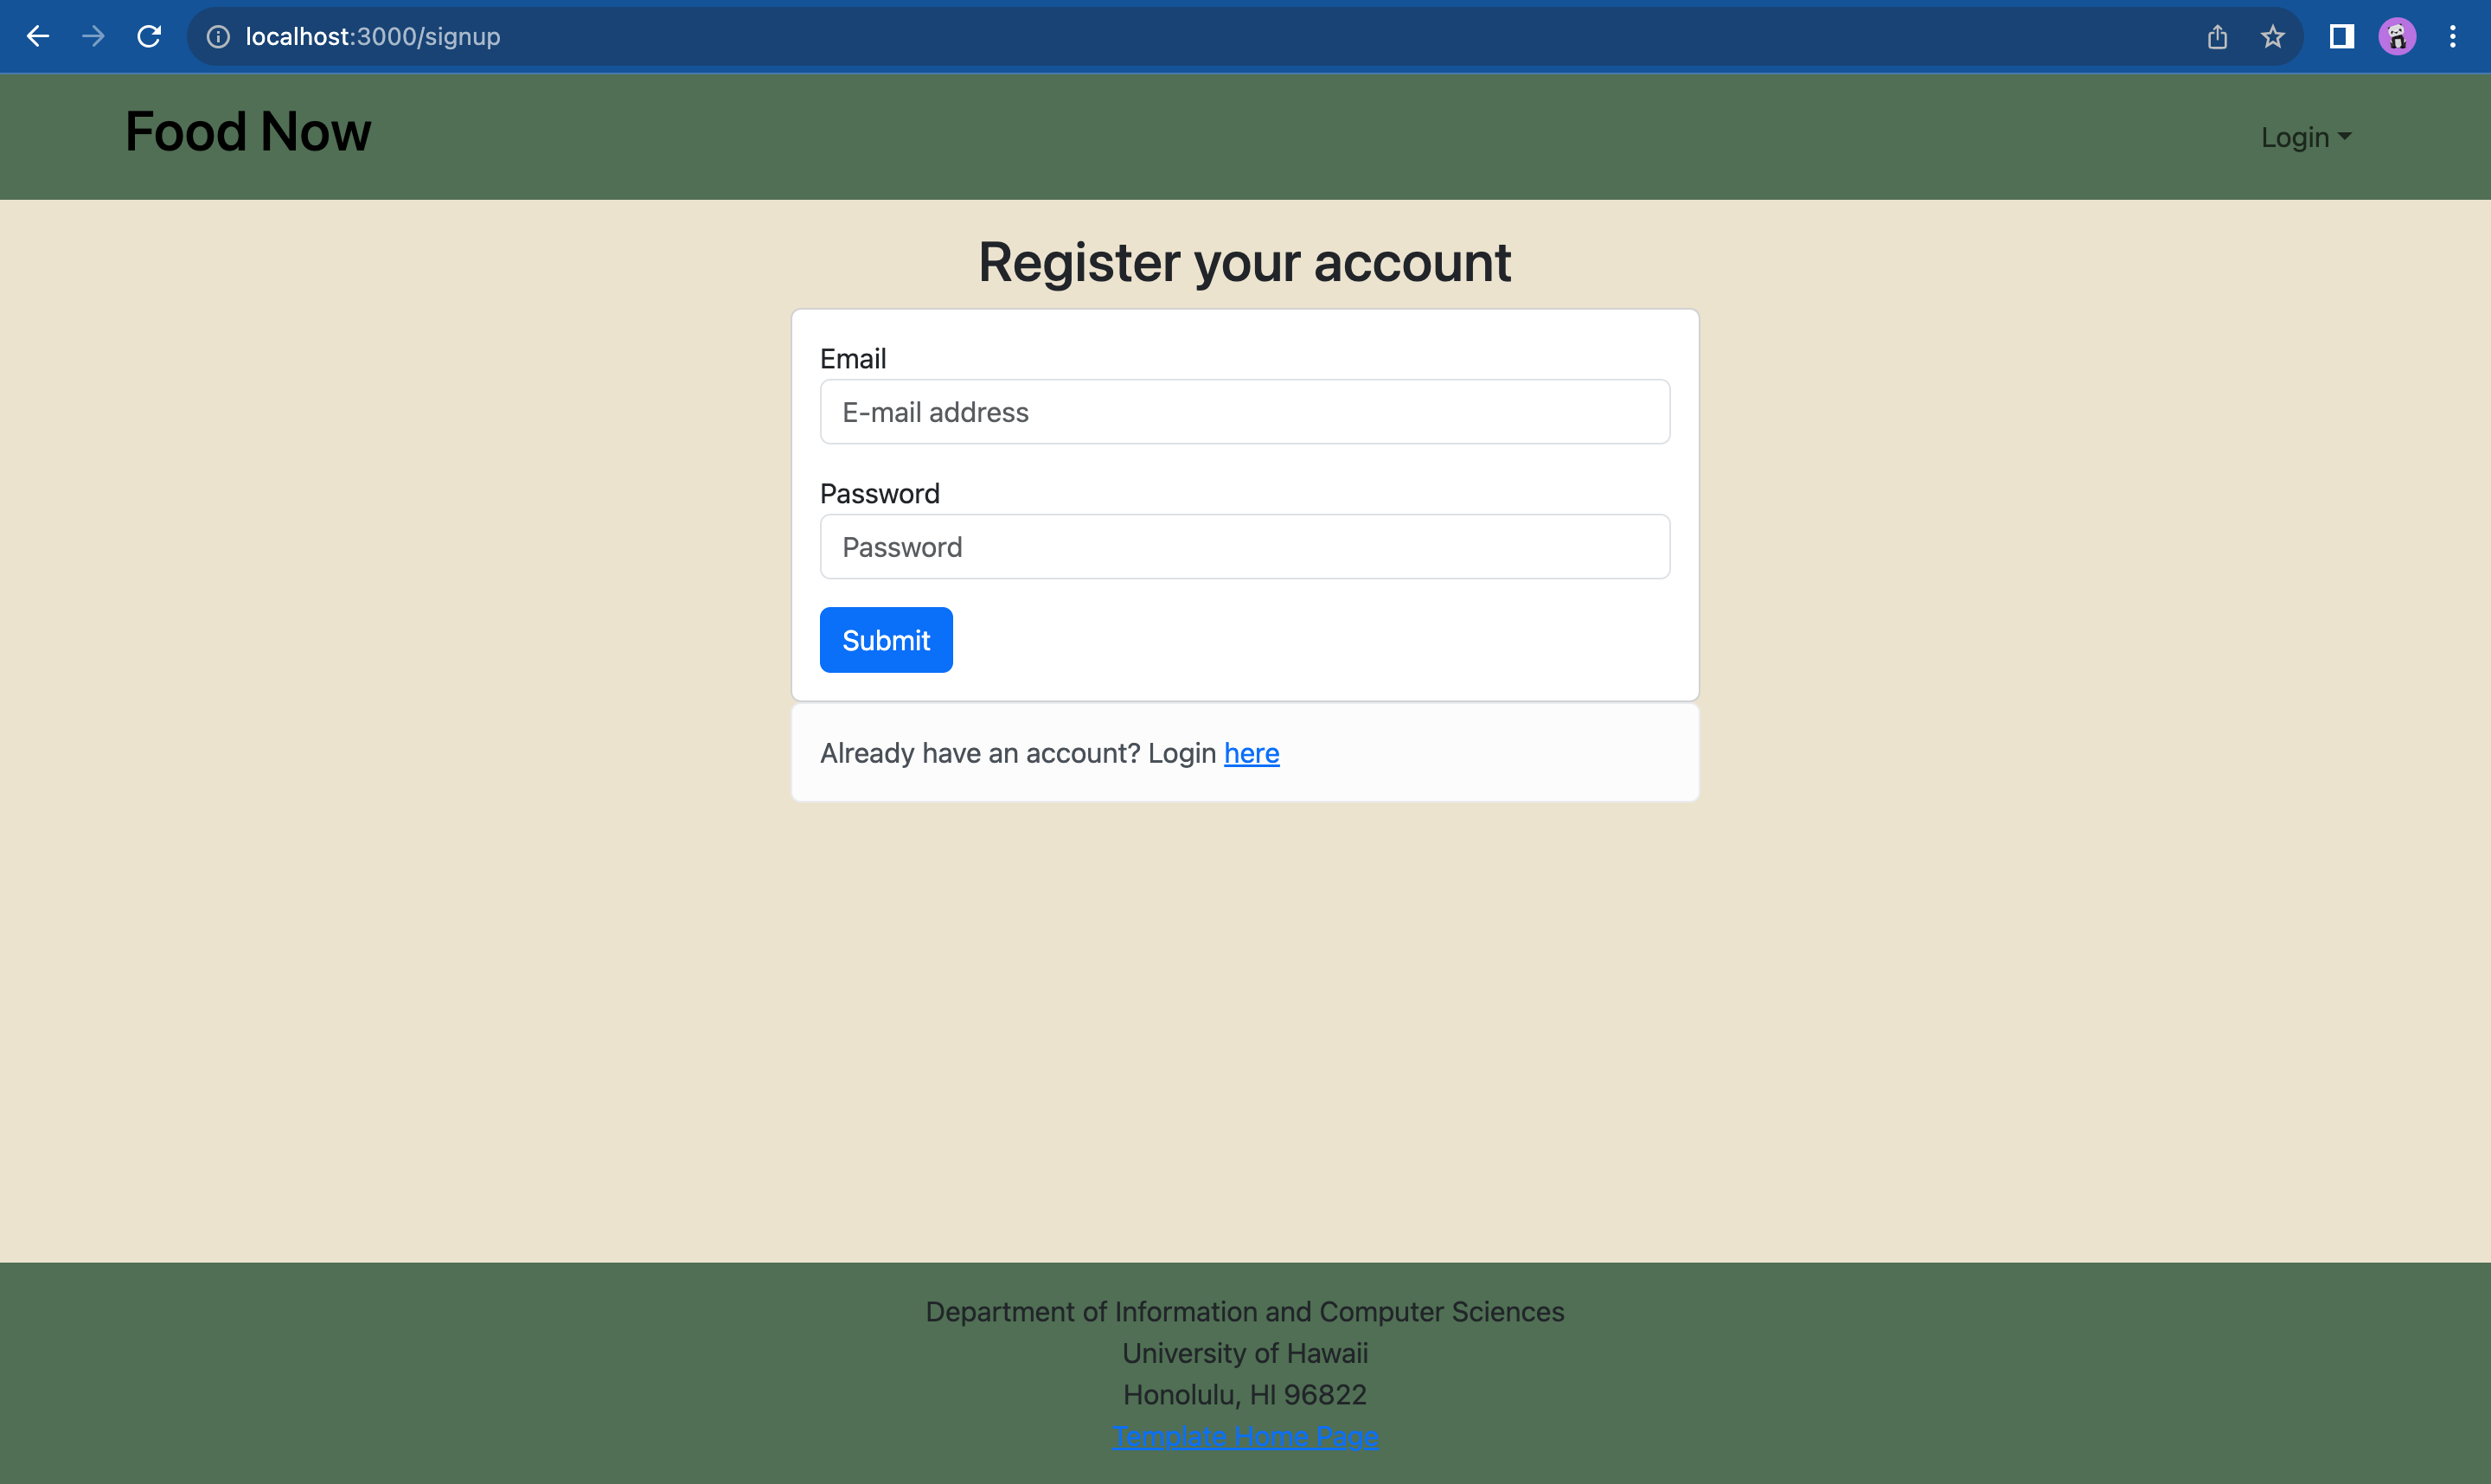 localhost:3000/signup
Food Now
Login
Register your account
Email
E-mail address
Password
Password
Submit
Already have an account? Login here
Department of Information and Computer Sciences
University of Hawaii
Honolulu, HI 96822
Template Home Page